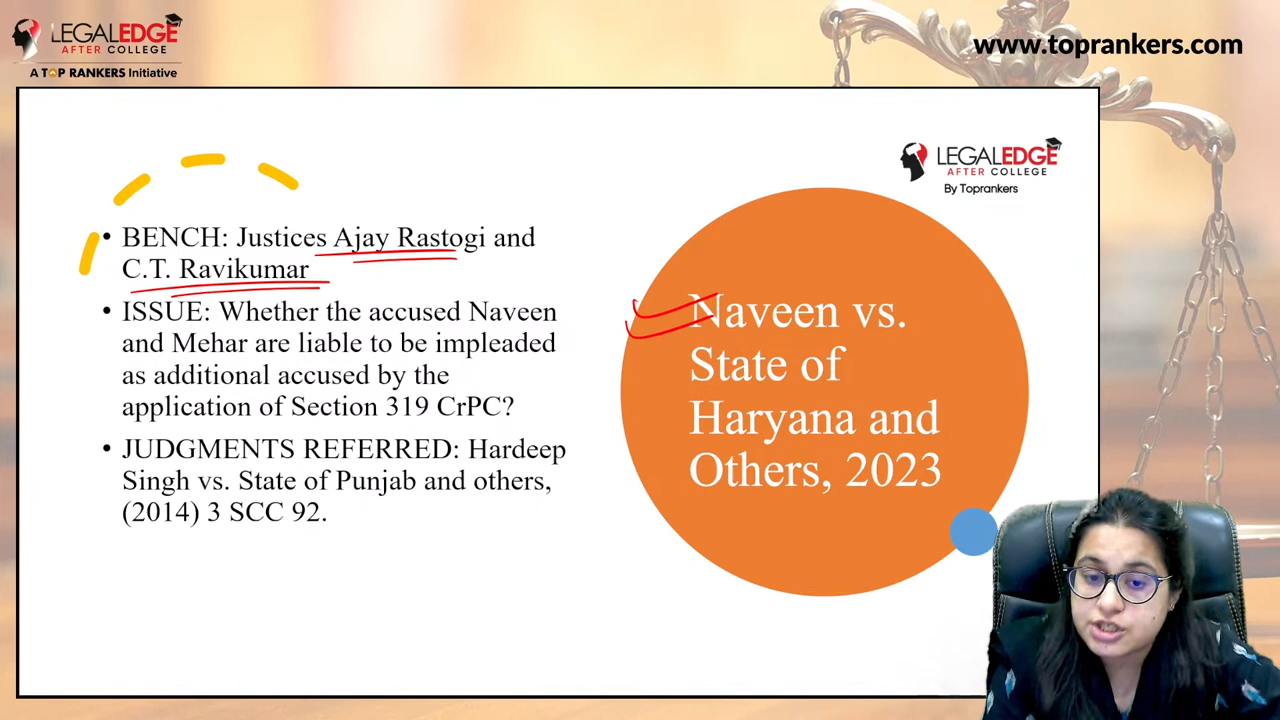 LEGALEDGE
AFTER COLLEGE
A TOP RANKERS Initiative
www.toprankers.com
LEGALEDGE
AFTER COLLEGE
By Toprankers
• BENCH: Justices Ajay Rastogi and
C.T. Ravikumar
• ISSUE: Whether the accused Naveen
and Mehar are liable to be impleaded
as additional accused by the
application of Section 319 CrPC?
• JUDGMENTS REFERRED: Hardeep
Singh vs. State of Punjab and others,
(2014) 3 SCC 92.
Naveen vs.
State of
Haryana and
Others, 2023